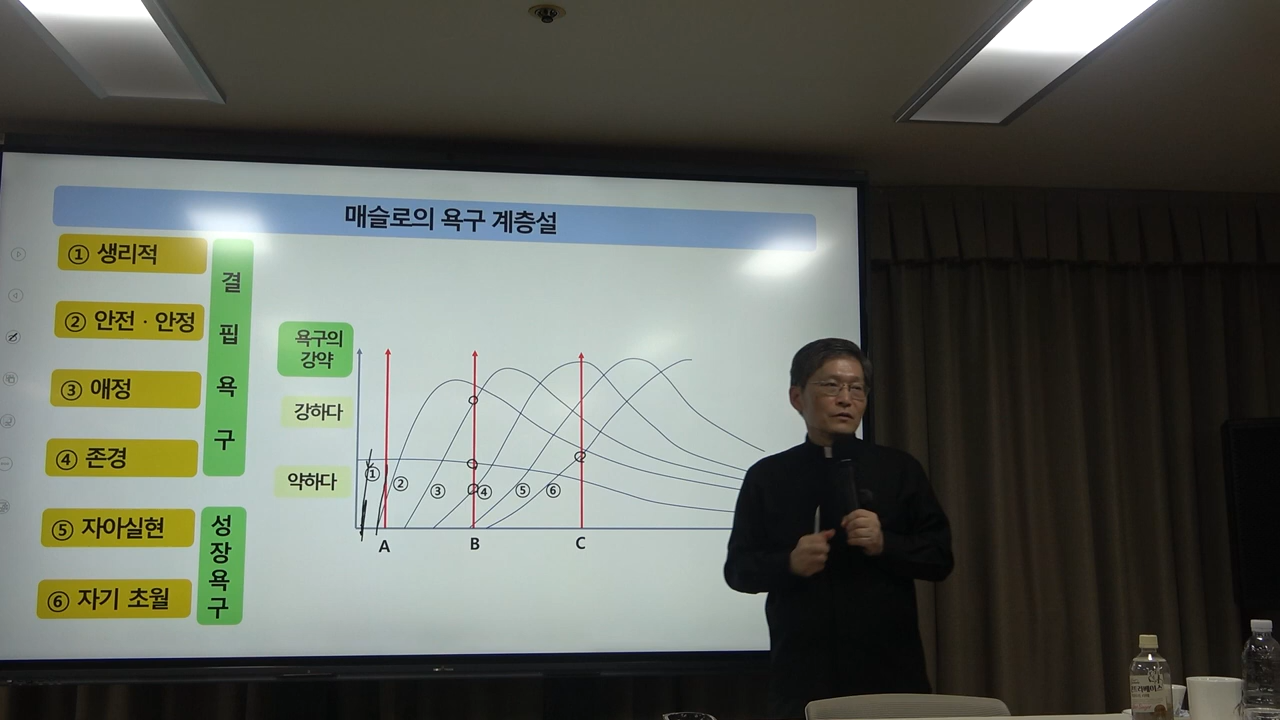 매슬로의 욕구 계층설
① 생리적
② 안전 · 안정
③ 애정
④ 존경
⑤ 자아실현
⑥ 자기 초월
결핍욕구
성장욕구
욕구의
강약
강하다
약하다
① ② ③ ④ ⑤ ⑥
A B C